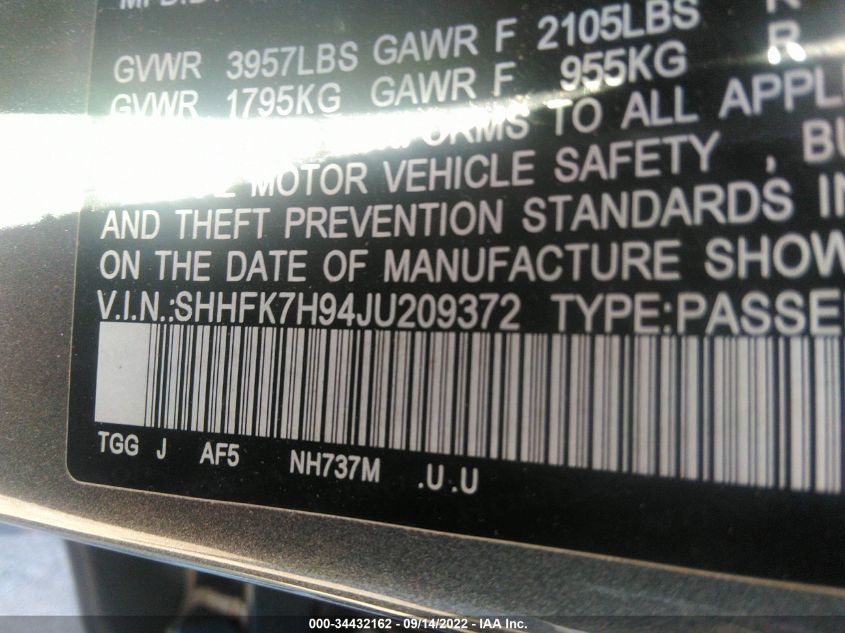 GVWR 3957LBS GAWR F 2105LBS
GVWR 1795KG GAWR F 955KG R
TO ALL APPL
MOTOR VEHICLE SAFETY , BU
AND THEFT PREVENTION STANDARDS IN
ON THE DATE OF MANUFACTURE SHOW
V.I.N.:SHHFK7H94JU209372 TYPE:PASSE
TGG J AF5 NH737M .U.U
000-34432162 - 09/14/2022 - IAA Inc.